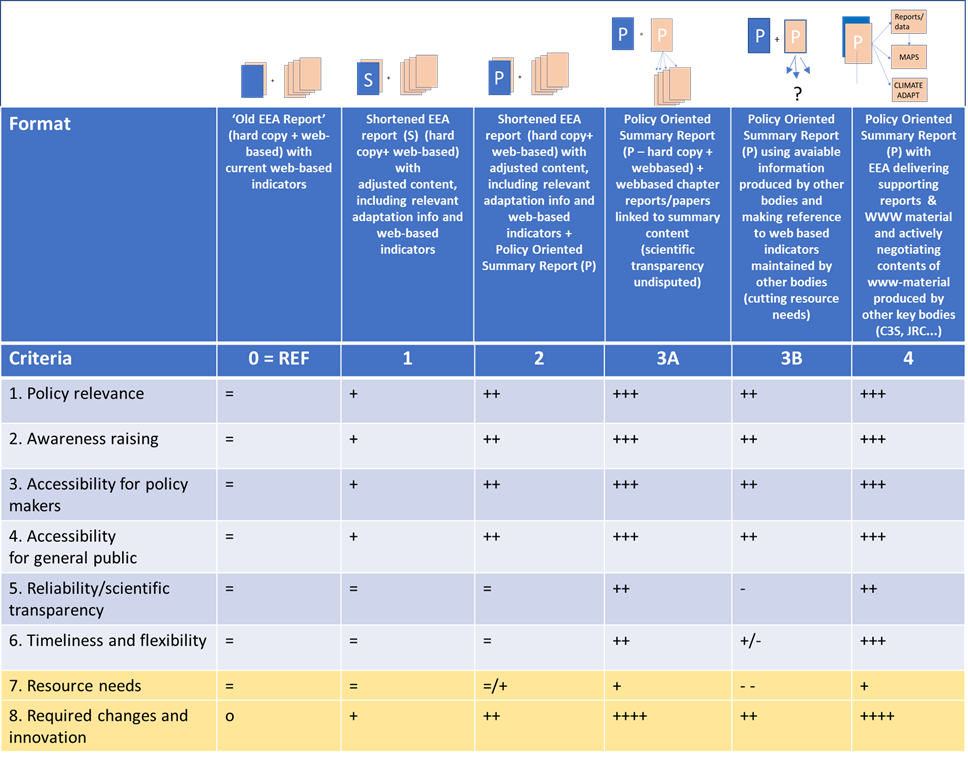 Reports/
data
P + P
P + P
P
S + P +
+
MAPS
CLIMATE
ADAPT
?
Format
'Old EEA Report'
(hard copy + web-
based) with
current web-based
indicators
Shortened EEA
report (S) (hard
copy+ web-based)
with
adjusted content,
including relevant
adaptation info and
web-based
indicators
Shortened EEA
report (hard copy+
web-based) with
adjusted content,
including relevant
adaptation info and
web-based
indicators +
Policy Oriented
Summary Report (P)
Policy Oriented
Summary Report
(P – hard copy +
webbased) +
webbased chapter
reports/papers
linked to summary
content
(scientific
transparency
undisputed)
Policy Oriented
Summary Report
(P) using avaiable
information
produced by other
bodies and
making reference
to web based
indicators
maintained by
other bodies
(cutting resource
needs)
Policy Oriented
Summary Report
(P) with
EEA delivering
supporting
reports &
WWW material
and actively
negotiating
contents of
www-material
produced by
other key bodies
(C3S, JRC...)
Criteria 0 = REF 1 2 3A 3B 4
1. Policy relevance = + ++ +++ ++ +++
2. Awareness raising = + ++ +++ ++ +++
3. Accessibility for policy = + ++ +++ ++ +++
makers
4. Accessibility = + ++ +++ ++ +++
for general public
5. Reliability/scientific = = = ++ - ++
transparency
6. Timeliness and flexibility = = = ++ +/- +++
7. Resource needs = = =/+ + - - +
8. Required changes and o + ++ ++++ ++ ++++
innovation